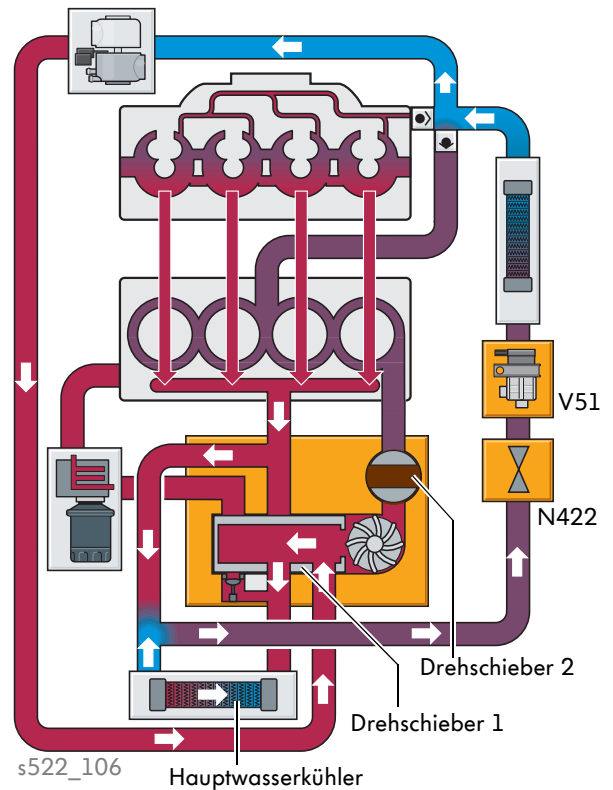 V51
N422
Drehschieber 2
Drehschieber 1
s522_106
Hauptwasserkühler